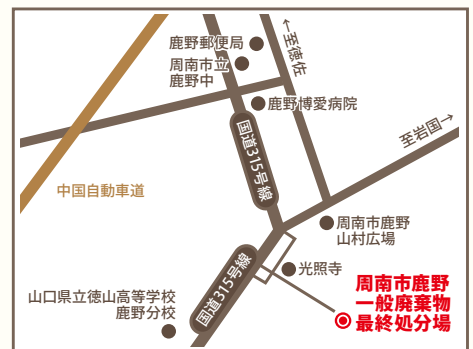 鹿野郵便局
周南市立
鹿野中
←至徳佐
鹿野博愛病院
国道315号線
至岩国→
中国自動車道
周南市鹿野
山村広場
国道315号線
光照寺
周南市鹿野
一般廃棄物
最終処分場
山口県立徳山高等学校
鹿野分校